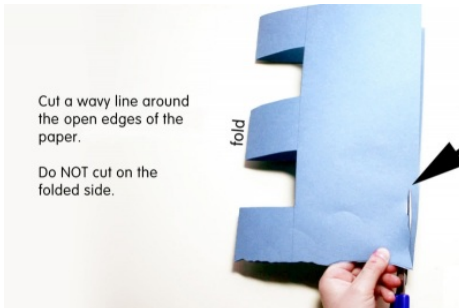 Cut a wavy line around
the open edges of the
paper.
Do NOT cut on the
folded side.
fold